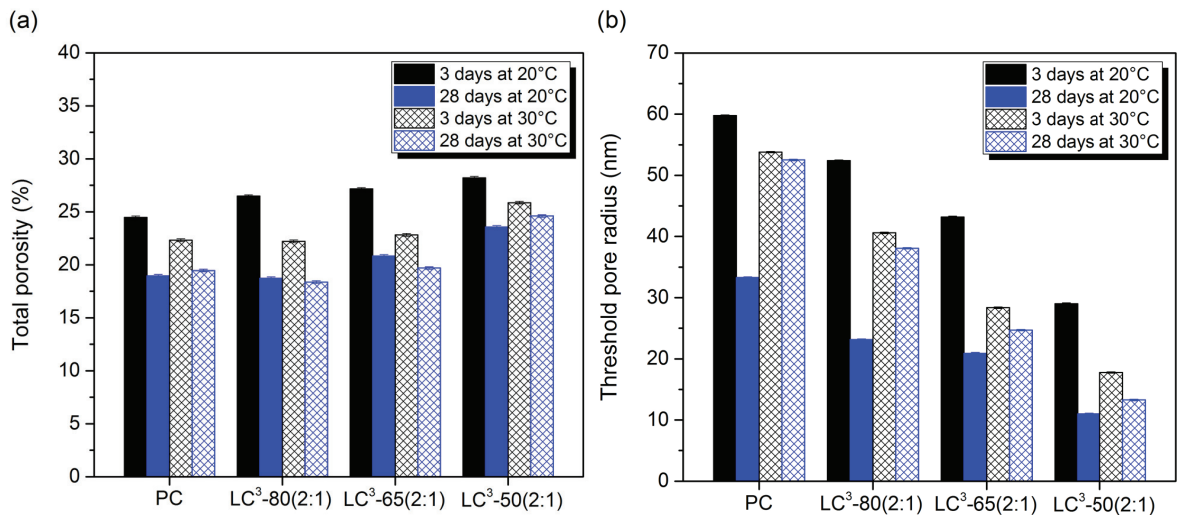 (a)
Total porosity (%)
40
35
30
25
20
15
10
5
0
3 days at 20°C
28 days at 20°C
3 days at 30°C
28 days at 30°C
PC LC³-80(2:1) LC³-65(2:1) LC³-50(2:1)
(b)
Threshold pore radius (nm)
70
60
50
40
30
20
10
0
3 days at 20°C
28 days at 20°C
3 days at 30°C
28 days at 30°C
PC LC³-80(2:1) LC³-65(2:1) LC³-50(2:1)